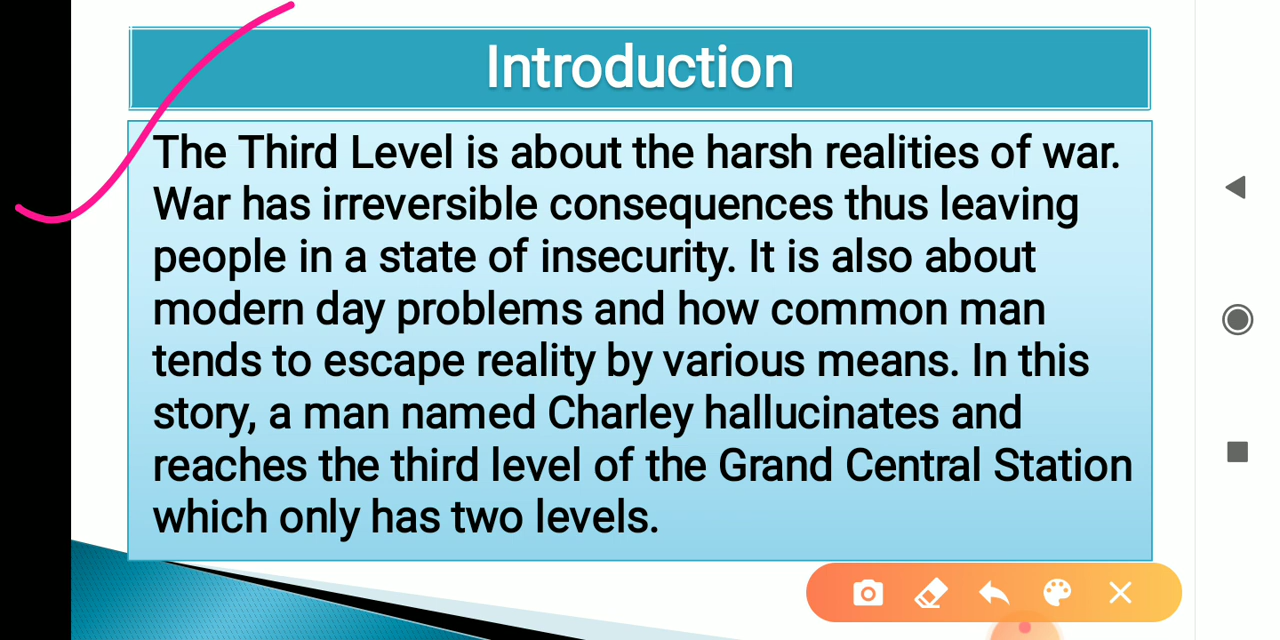 Introduction
The Third Level is about the harsh realities of war.
War has irreversible consequences thus leaving
people in a state of insecurity. It is also about
modern day problems and how common man
tends to escape reality by various means. In this
story, a man named Charley hallucinates and
reaches the third level of the Grand Central Station
which only has two levels.